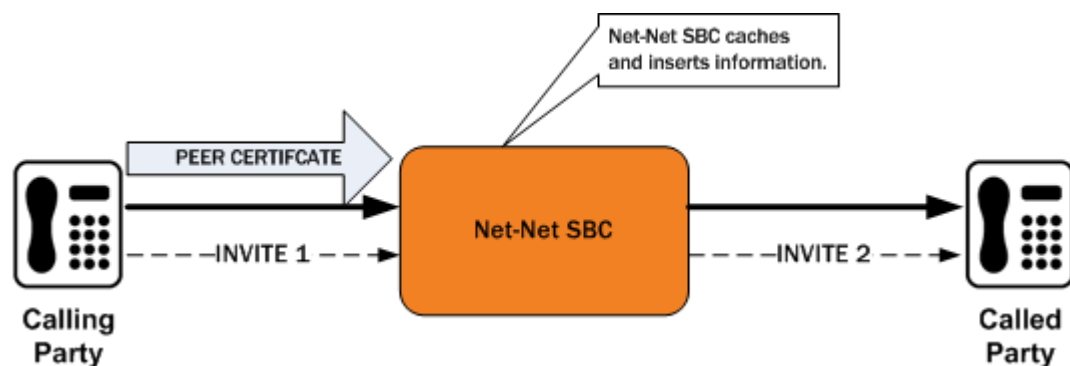 Net-Net SBC caches
and inserts information.
PEER CERTIFCATE
Net-Net SBC
INVITE 1
INVITE 2
Calling
Party
Called
Party